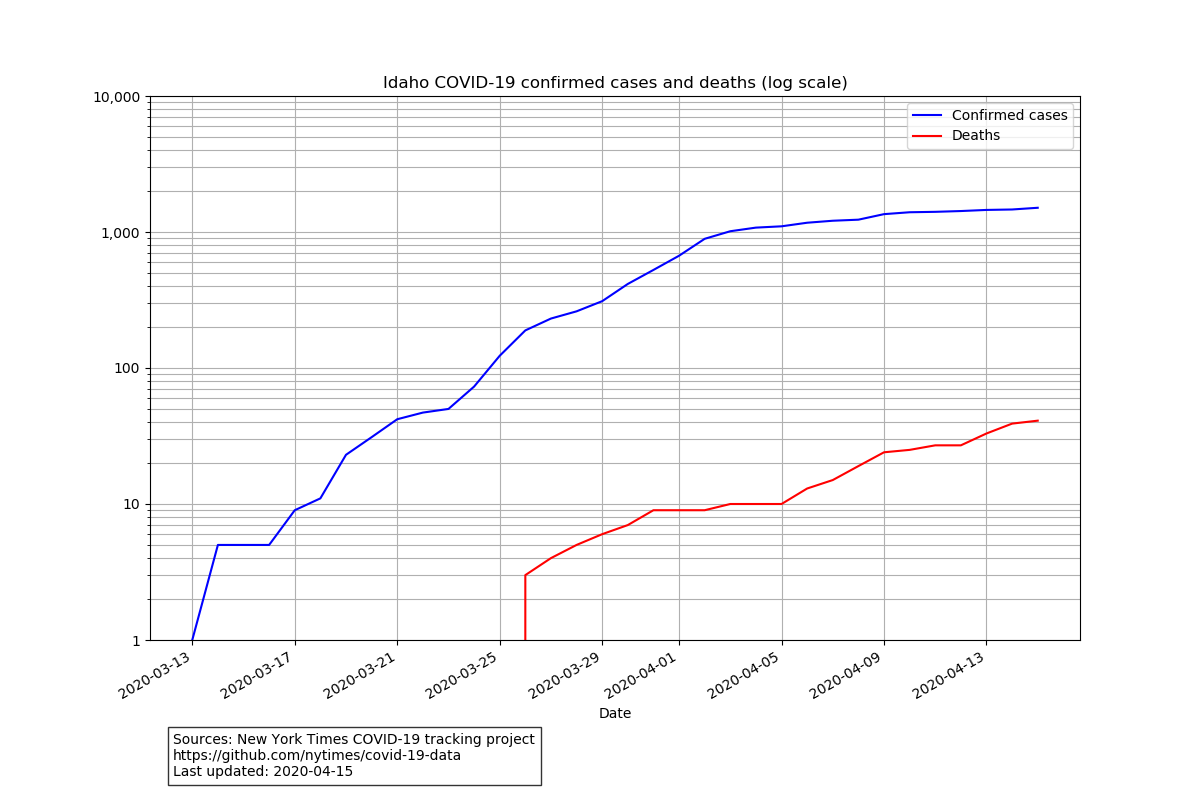 Idaho COVID-19 confirmed cases and deaths (log scale)
10,000
1,000
100
10
1
Confirmed cases
Deaths
2020-03-13
2020-03-17
2020-03-21
2020-03-25
2020-03-29
2020-04-01
2020-04-05
2020-04-09
2020-04-13
Date
Sources: New York Times COVID-19 tracking project
https://github.com/nytimes/covid-19-data
Last updated: 2020-04-15